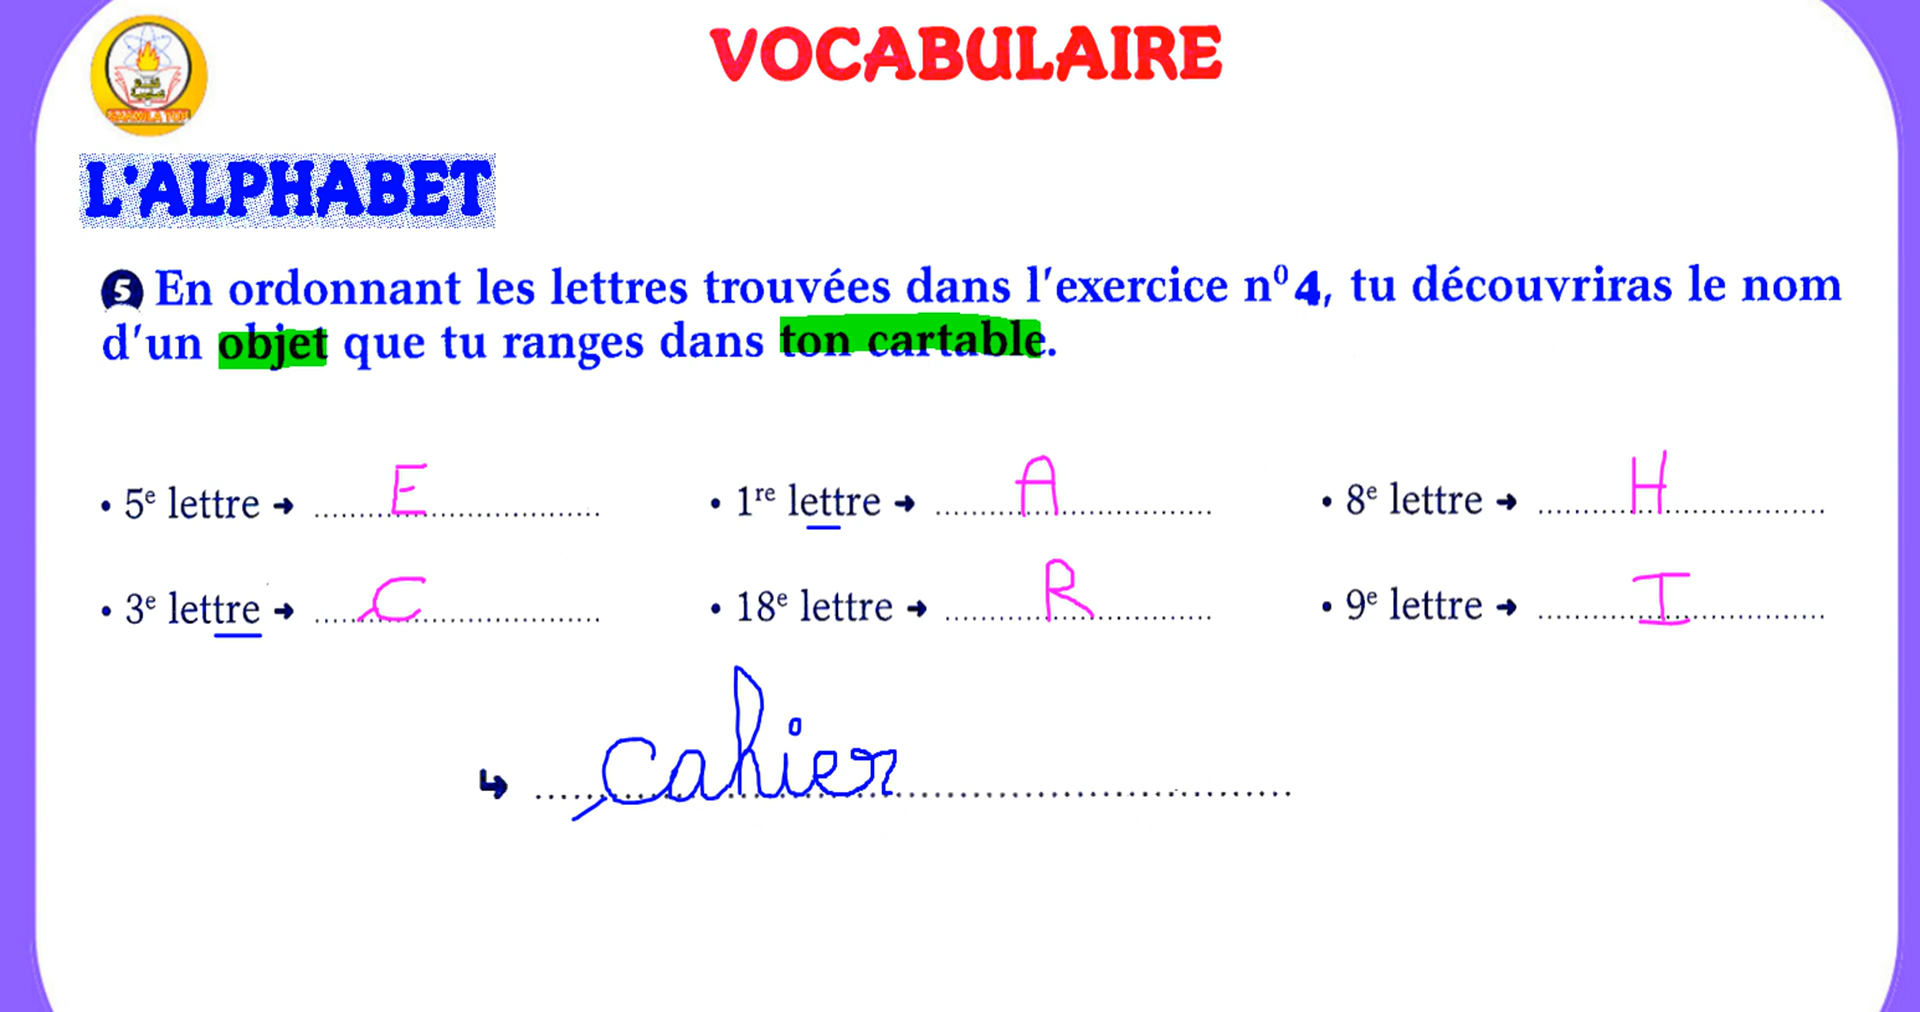 VOCABULAIRE
L'ALPHABET
5 En ordonnant les lettres trouvées dans l'exercice n⁰4, tu découvriras le nom
d'un objet que tu ranges dans ton cartable.
• 5ᵉ lettre → E • 1ʳᵉ lettre → A • 8ᵉ lettre → H
• 3ᵉ lettre → C • 18ᵉ lettre → R • 9ᵉ lettre → I
↳ cahier